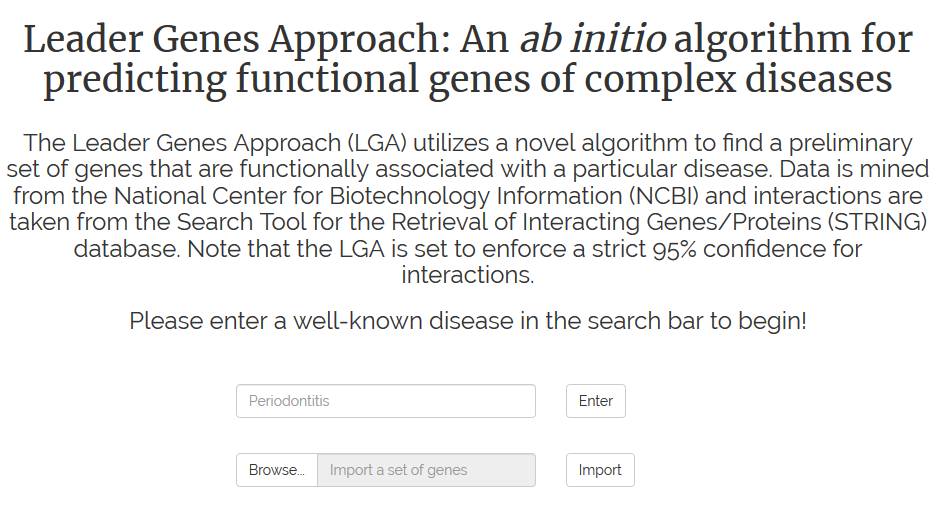 Leader Genes Approach: An ab initio algorithm for
predicting functional genes of complex diseases
The Leader Genes Approach (LGA) utilizes a novel algorithm to find a preliminary
set of genes that are functionally associated with a particular disease. Data is mined
from the National Center for Biotechnology Information (NCBI) and interactions are
taken from the Search Tool for the Retrieval of Interacting Genes/Proteins (STRING)
database. Note that the LGA is set to enforce a strict 95% confidence for
interactions.
Please enter a well-known disease in the search bar to begin!
Periodontitis Enter
Browse... Import a set of genes Import